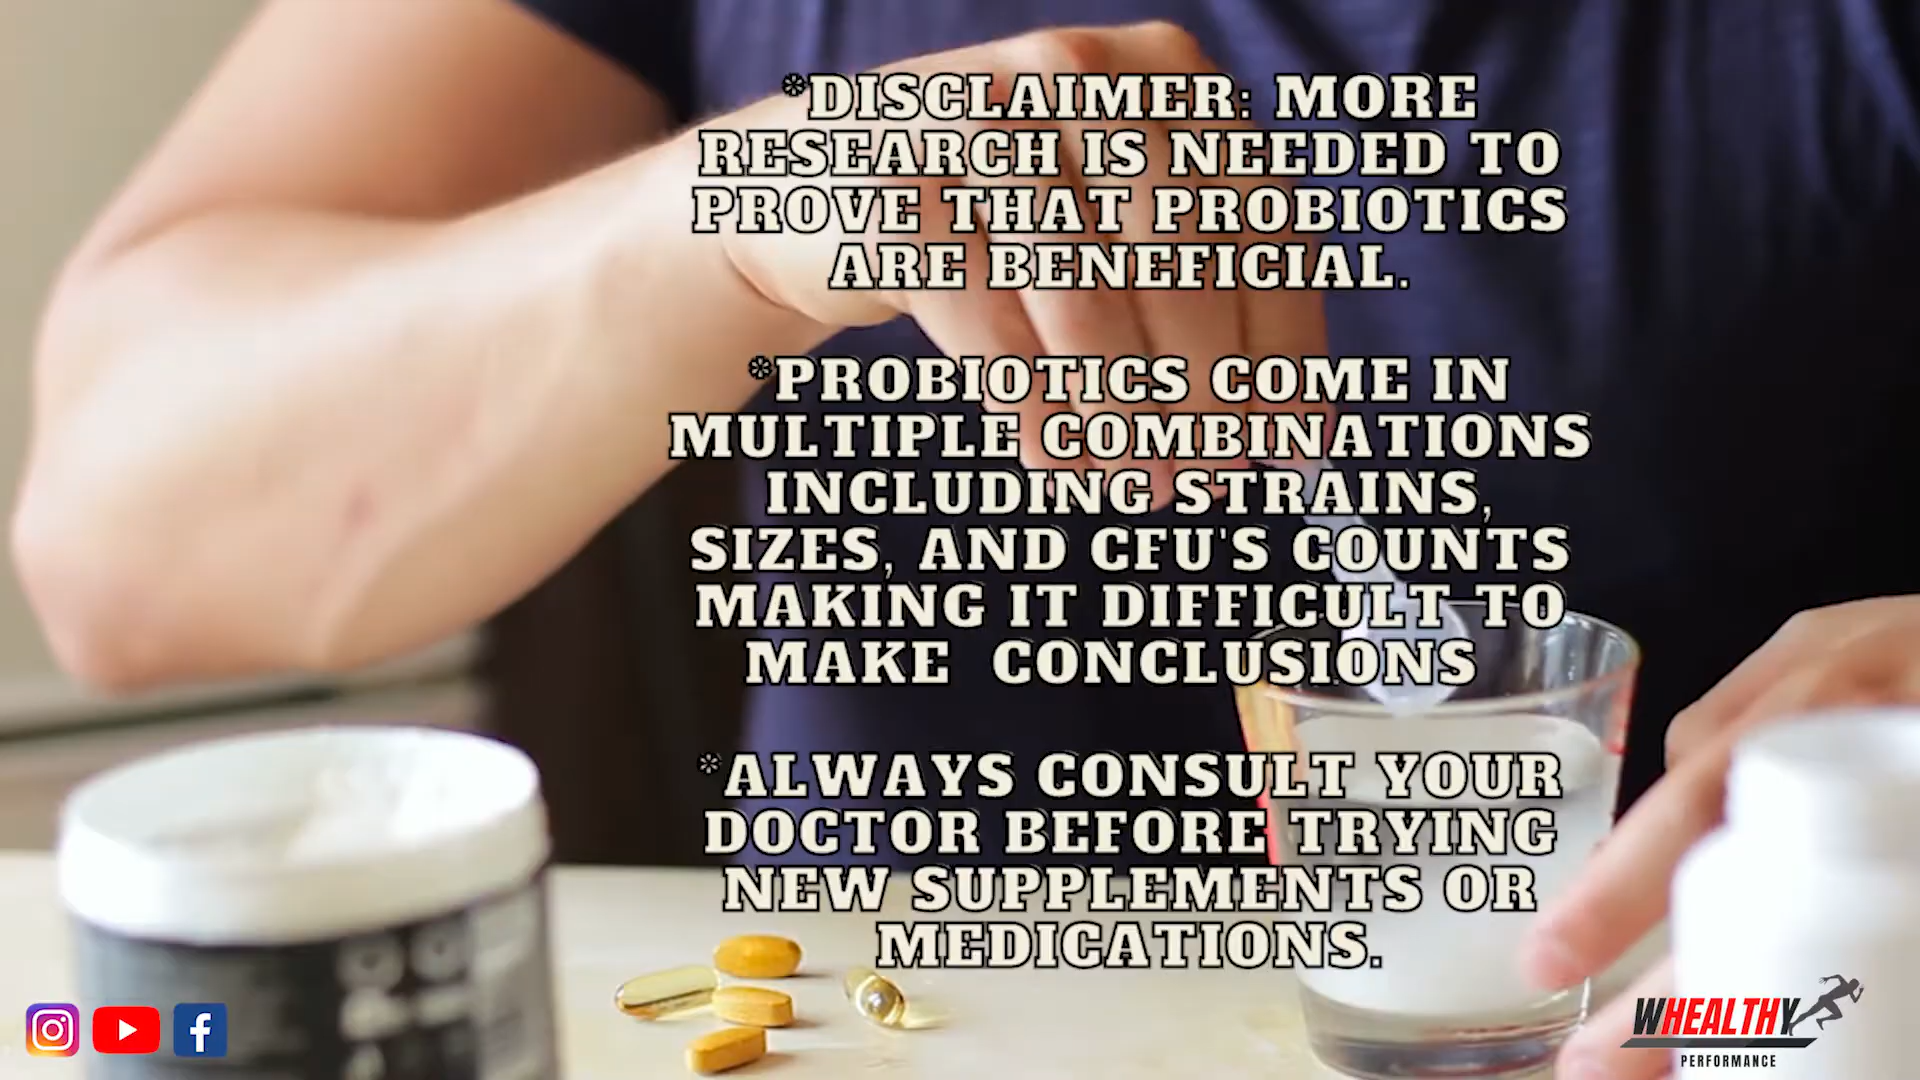 *DISCLAIMER: MORE
RESEARCH IS NEEDED TO
PROVE THAT PROBIOTICS
ARE BENEFICIAL.
*PROBIOTICS COME IN
MULTIPLE COMBINATIONS
INCLUDING STRAINS,
SIZES, AND CFU'S COUNTS
MAKING IT DIFFICULT TO
MAKE  CONCLUSIONS
*ALWAYS CONSULT YOUR
DOCTOR BEFORE TRYING
NEW SUPPLEMENTS OR
MEDICATIONS.
WHEALTHY
PERFORMANCE